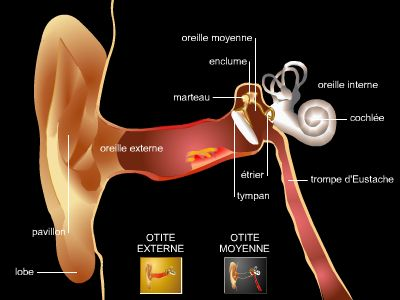 oreille moyenne
enclume
marteau
oreille interne
cochlée
oreille externe
étrier
trompe d'Eustache
tympan
pavillon
lobe
OTITE
EXTERNE
OTITE
MOYENNE